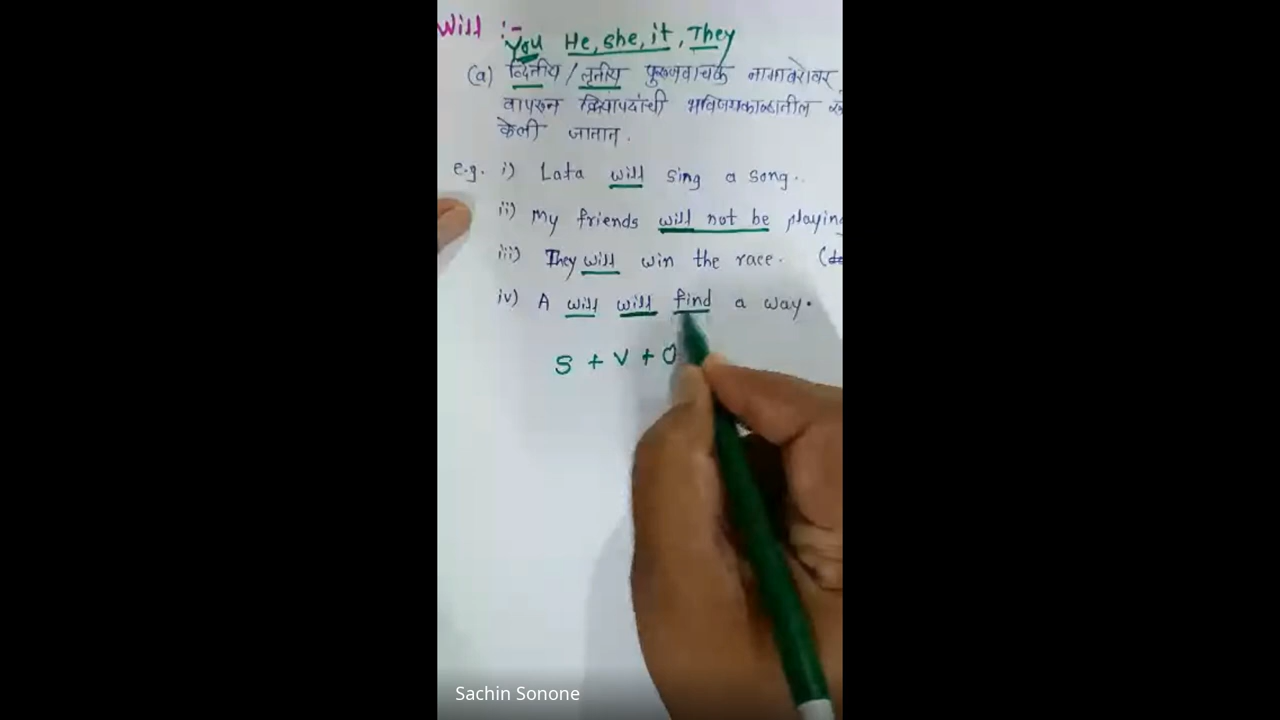 Will :-
You He, she, it, They
(a) द्वितीय / तृतीय पुरुषवाचक नामाबरोबर
वापरून क्रियापदांची भविष्यकाळातील
केली जातात.
e.g. i) Lata will sing a song.
ii) My friends will not be playing
iii) They will win the race. (
iv) A will will find a way.
S + V + O
Sachin Sonone